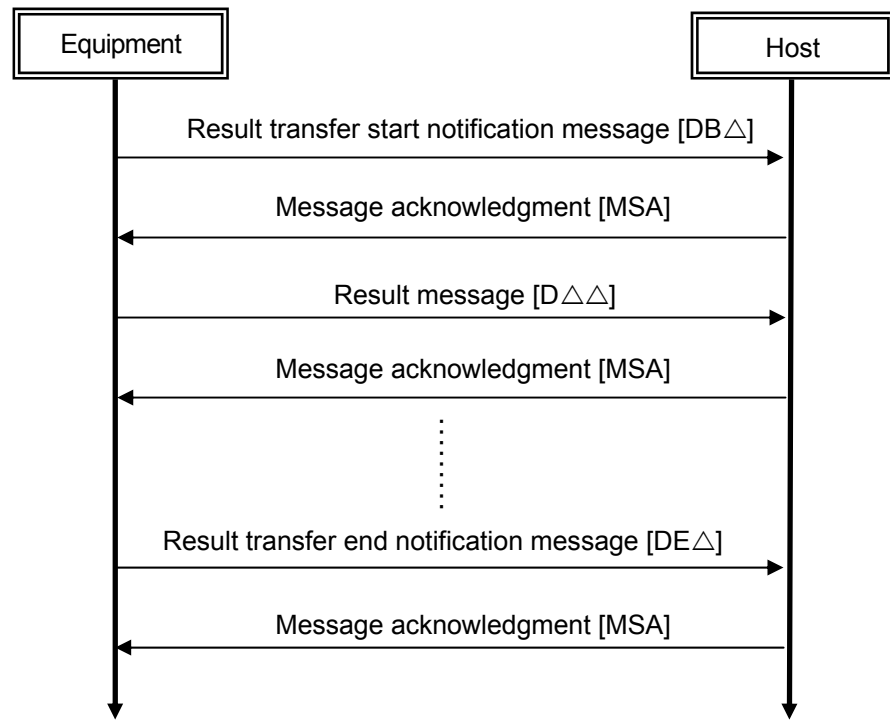 Equipment
Host
Result transfer start notification message [DB△]
Message acknowledgment [MSA]
Result message [D△△]
Message acknowledgment [MSA]
Result transfer end notification message [DE△]
Message acknowledgment [MSA]